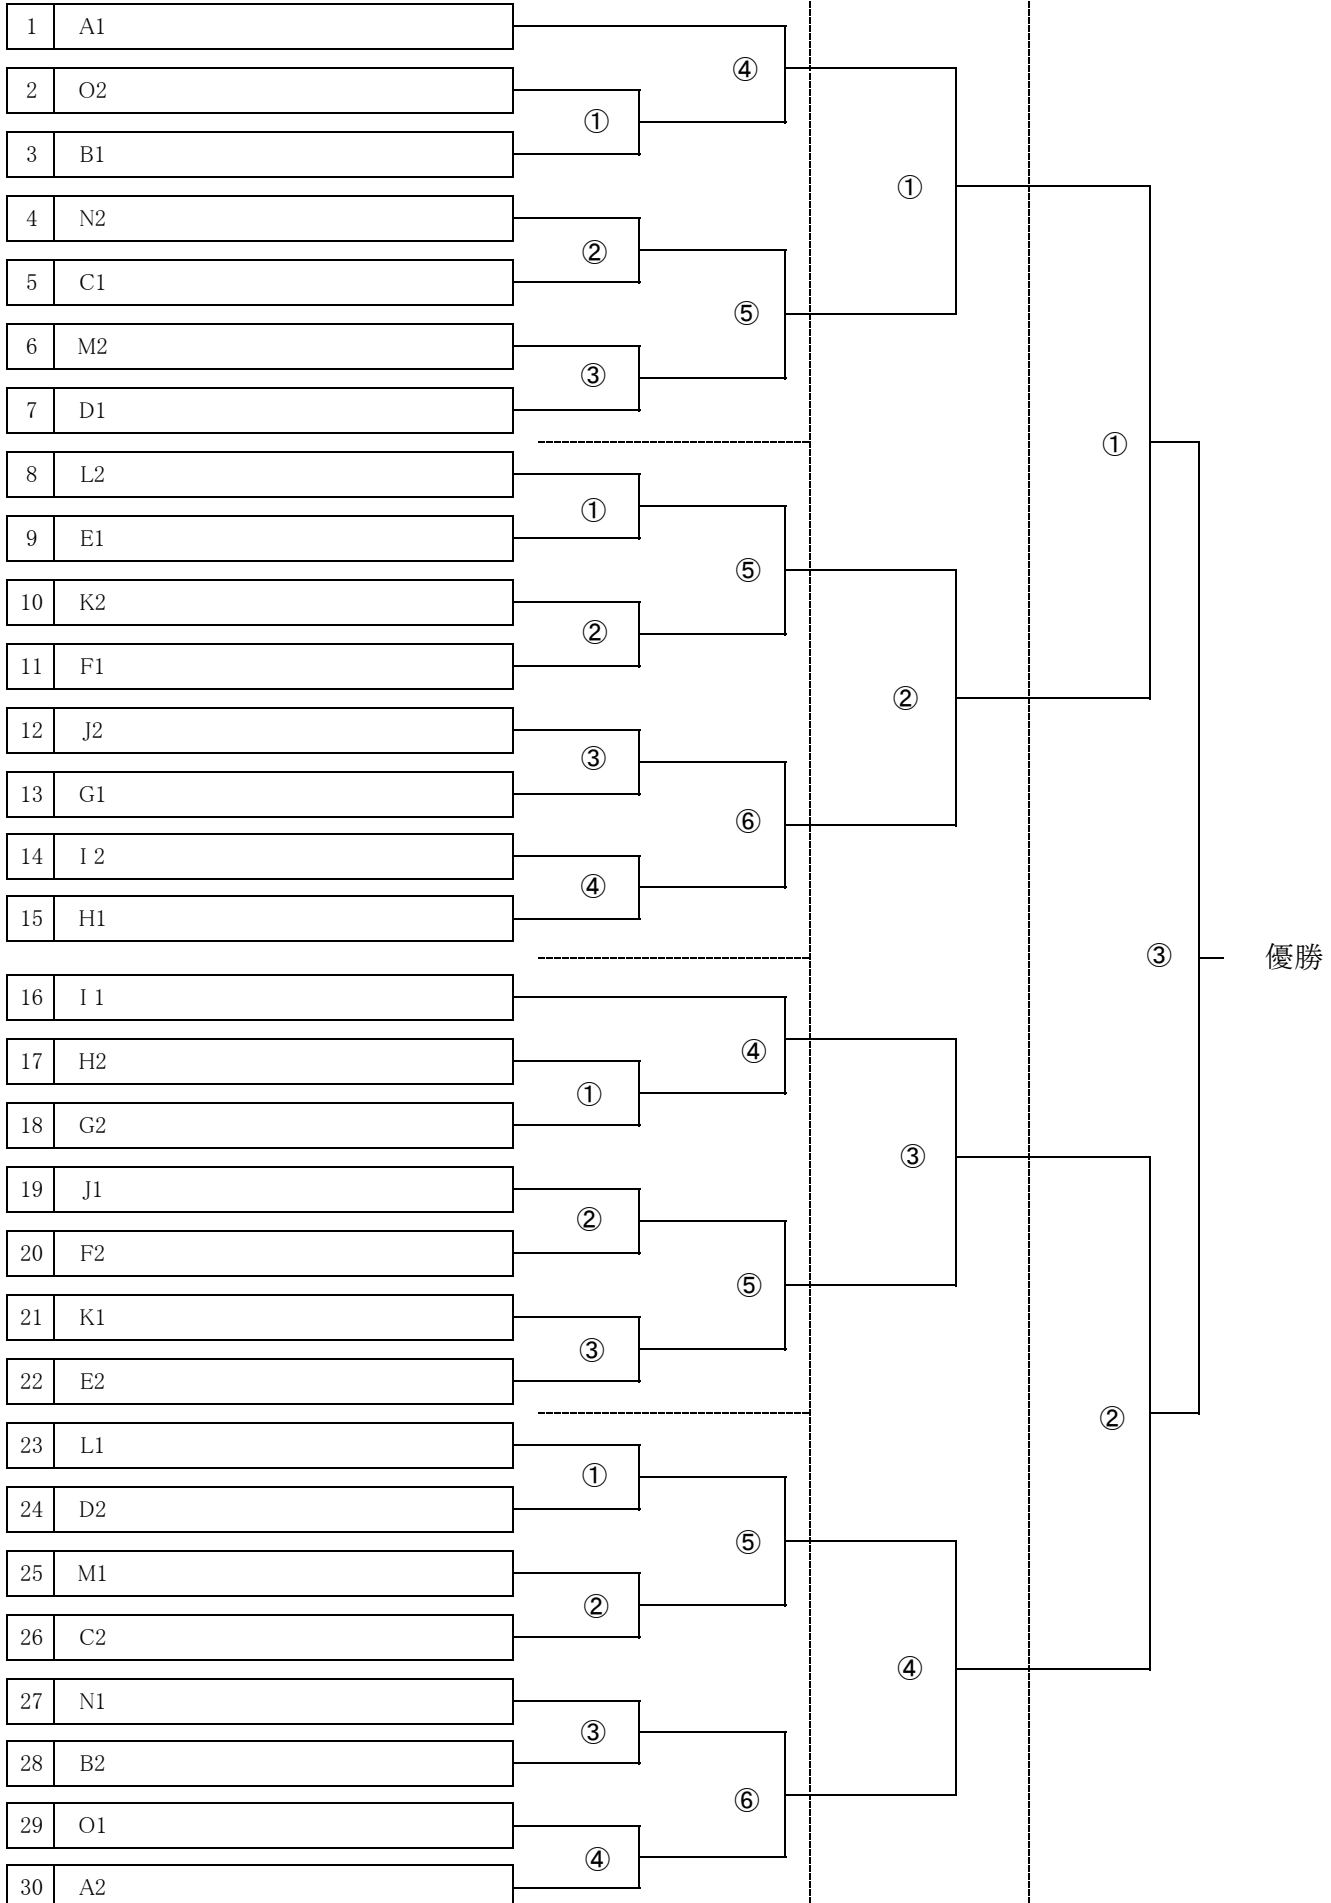 1 A1
④
2 O2
①
3 B1
①
4 N2
②
5 C1
⑤
6 M2
③
7 D1
①
8 L2
①
9 E1
⑤
10 K2
②
11 F1
②
12 J2
③
13 G1
⑥
14 I 2
④
15 H1
③ 優勝
16 I 1
④
17 H2
①
18 G2
③
19 J1
②
20 F2
⑤
21 K1
③
22 E2
②
23 L1
①
24 D2
⑤
25 M1
②
26 C2
④
27 N1
③
28 B2
⑥
29 O1
④
30 A2